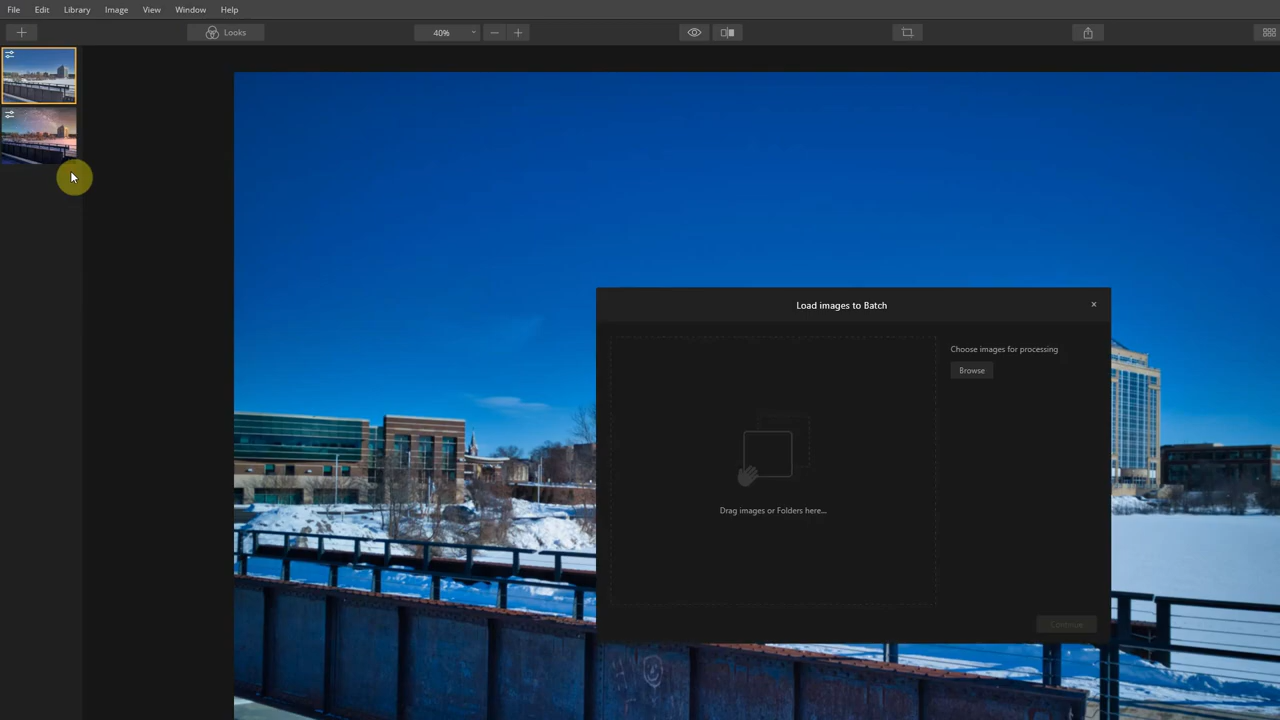 File Edit Library Image View Window Help
Looks 40%
Load images to Batch
Choose images for processing
Browse
Drag images or Folders here...
Continue